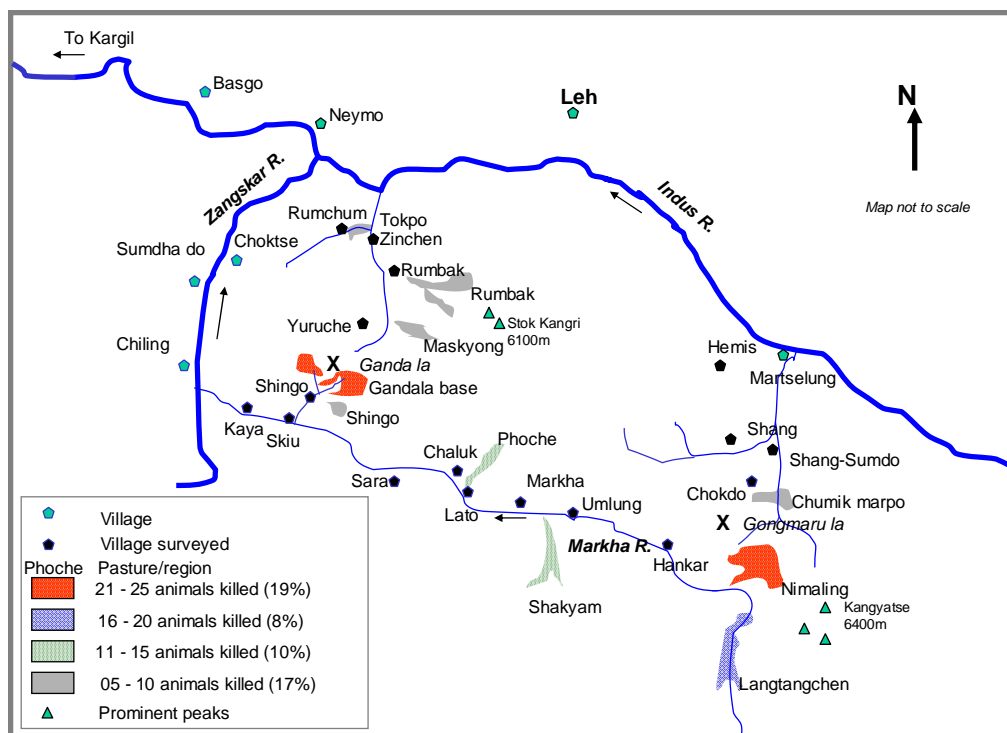 To Kargil
Basgo
Neymo
Leh
N
Zangskar R.
Indus R.
Map not to scale
Rumchum
Tokpo
Zinchen
Sumdha do
Choktse
Rumbak
Rumbak
Stok Kangri
6100m
Yuruche
Maskyong
Chiling
Hemis
Martselung
X
Ganda la
Gandala base
Shingo
Shingo
Kaya
Skiu
Phoche
Shang
Shang-Sumdo
Chaluk
Sara
Markha
Chokdo
Chumik marpo
Lato
Umlung
X
Gongmaru la
Markha R.
Hankar
Nimaling
Shakyam
Kangyatse
6400m
Langtangchen
Village
Village surveyed
Phoche Pasture/region
21 - 25 animals killed (19%)
16 - 20 animals killed (8%)
11 - 15 animals killed (10%)
05 - 10 animals killed (17%)
Prominent peaks